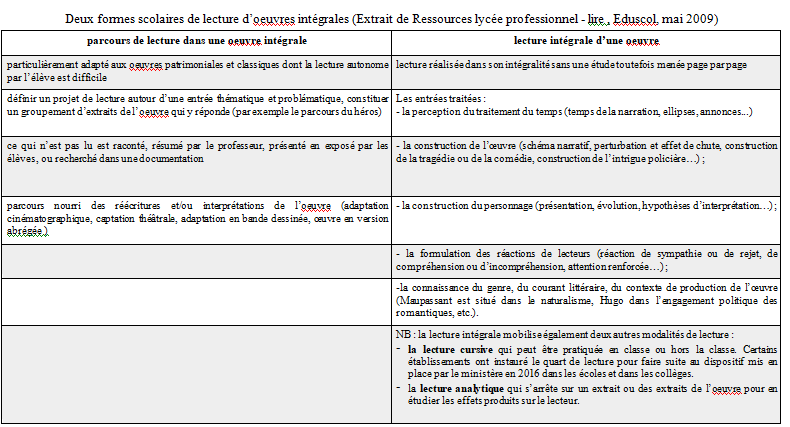 Deux formes scolaires de lecture d'oeuvres intégrales (Extrait de Ressources lycée professionnel - lire , Eduscol, mai 2009)
parcours de lecture dans une oeuvre intégrale
lecture intégrale d'une oeuvre
particulièrement adapté aux oeuvres patrimoniales et classiques dont la lecture autonome
par l'élève est difficile
lecture réalisée dans son intégralité sans une étude toutefois menée page par page
définir un projet de lecture autour d'une entrée thématique et problématique, constituer
un groupement d'extraits de l'oeuvre qui y réponde (par exemple le parcours du héros)
Les entrées traitées :
- la perception du traitement du temps (temps de la narration, ellipses, annonces...)
ce qui n'est pas lu est raconté, résumé par le professeur, présenté en exposé par les
élèves, ou recherché dans une documentation
- la construction de l'œuvre (schéma narratif, perturbation et effet de chute, construction
de la tragédie ou de la comédie, construction de l'intrigue policière…) ;
parcours nourri des réécritures et/ou interprétations de l'oeuvre (adaptation
cinématographique, captation théâtrale, adaptation en bande dessinée, œuvre en version
abrégée)
- la construction du personnage (présentation, évolution, hypothèses d'interprétation…) ;
- la formulation des réactions de lecteurs (réaction de sympathie ou de rejet, de
compréhension ou d'incompréhension, attention renforcée…) ;
-la connaissance du genre, du courant littéraire, du contexte de production de l'œuvre
(Maupassant est situé dans le naturalisme, Hugo dans l'engagement politique des
romantiques, etc.).
NB : la lecture intégrale mobilise également deux autres modalités de lecture :
- la lecture cursive qui peut être pratiquée en classe ou hors la classe. Certains
établissements ont instauré le quart de lecture pour faire suite au dispositif mis en
place par le ministère en 2016 dans les écoles et dans les collèges.
- la lecture analytique qui s'arrête sur un extrait ou des extraits de l'oeuvre pour en
étudier les effets produits sur le lecteur.